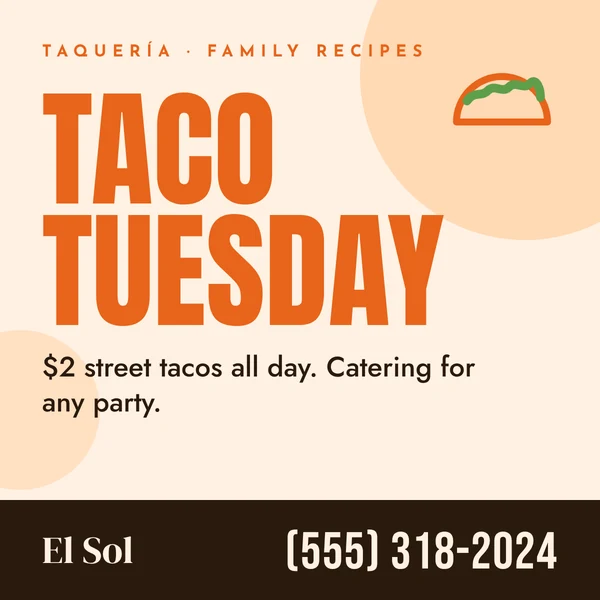 TAQUERÍA · FAMILY RECIPES
TACO
TUESDAY
$2 street tacos all day. Catering for
any party.
El Sol
(555) 318-2024